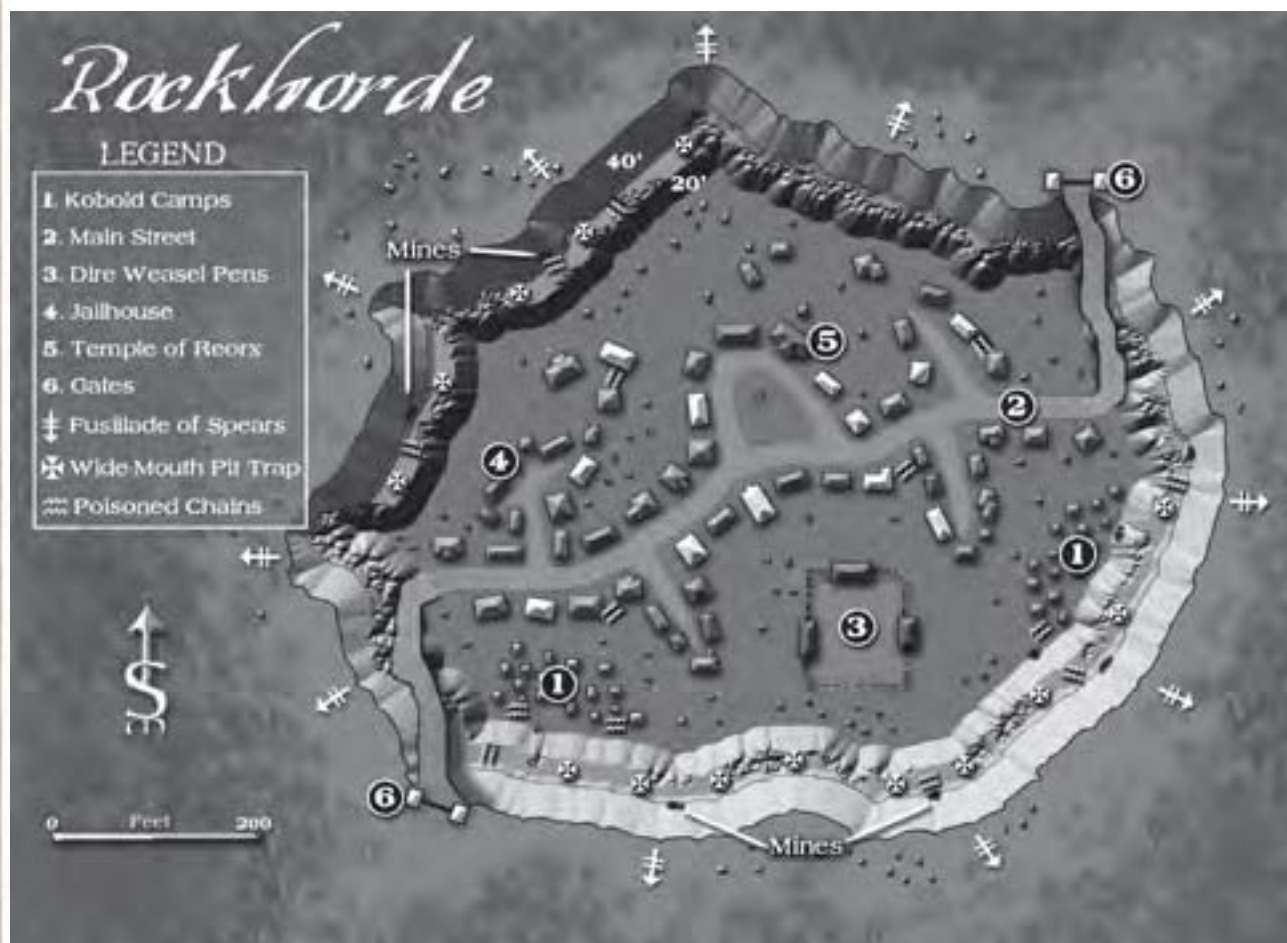 Rockhorde
LEGEND
1. Kobold Camps
2. Main Street
3. Dire Weasel Pens
4. Jailhouse
5. Temple of Reorx
6. Gates
Fusillade of Spears
Wide-Mouth Pit Trap
Poisoned Chains
40'
20'
6
Mines
5
2
4
1
3
1
S
6
0 Feet 200
Mines